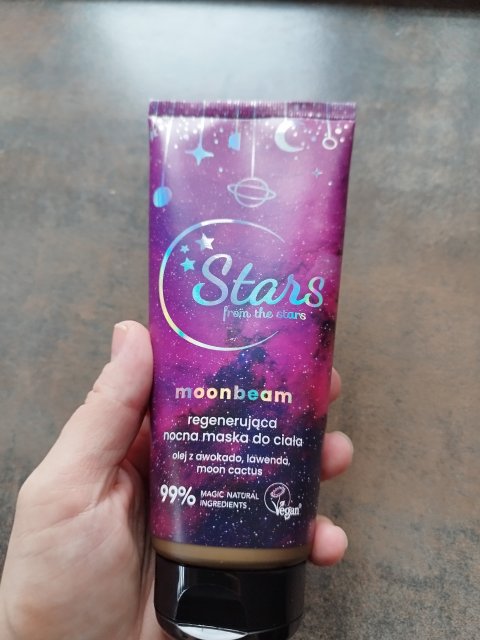 Stars
from the stars
moonbeam
regenerująca
nocna maska do ciała
olej z awokado, lawenda,
moon cactus
99% MAGIC NATURAL
INGREDIENTS
Vegan